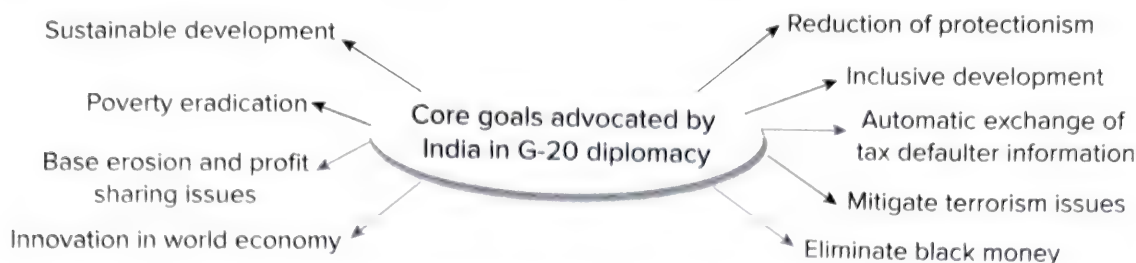 Sustainable development
Poverty eradication
Base erosion and profit
sharing issues
Innovation in world economy
Core goals advocated by
India in G-20 diplomacy
Reduction of protectionism
Inclusive development
Automatic exchange of
tax defaulter information
Mitigate terrorism issues
Eliminate black money